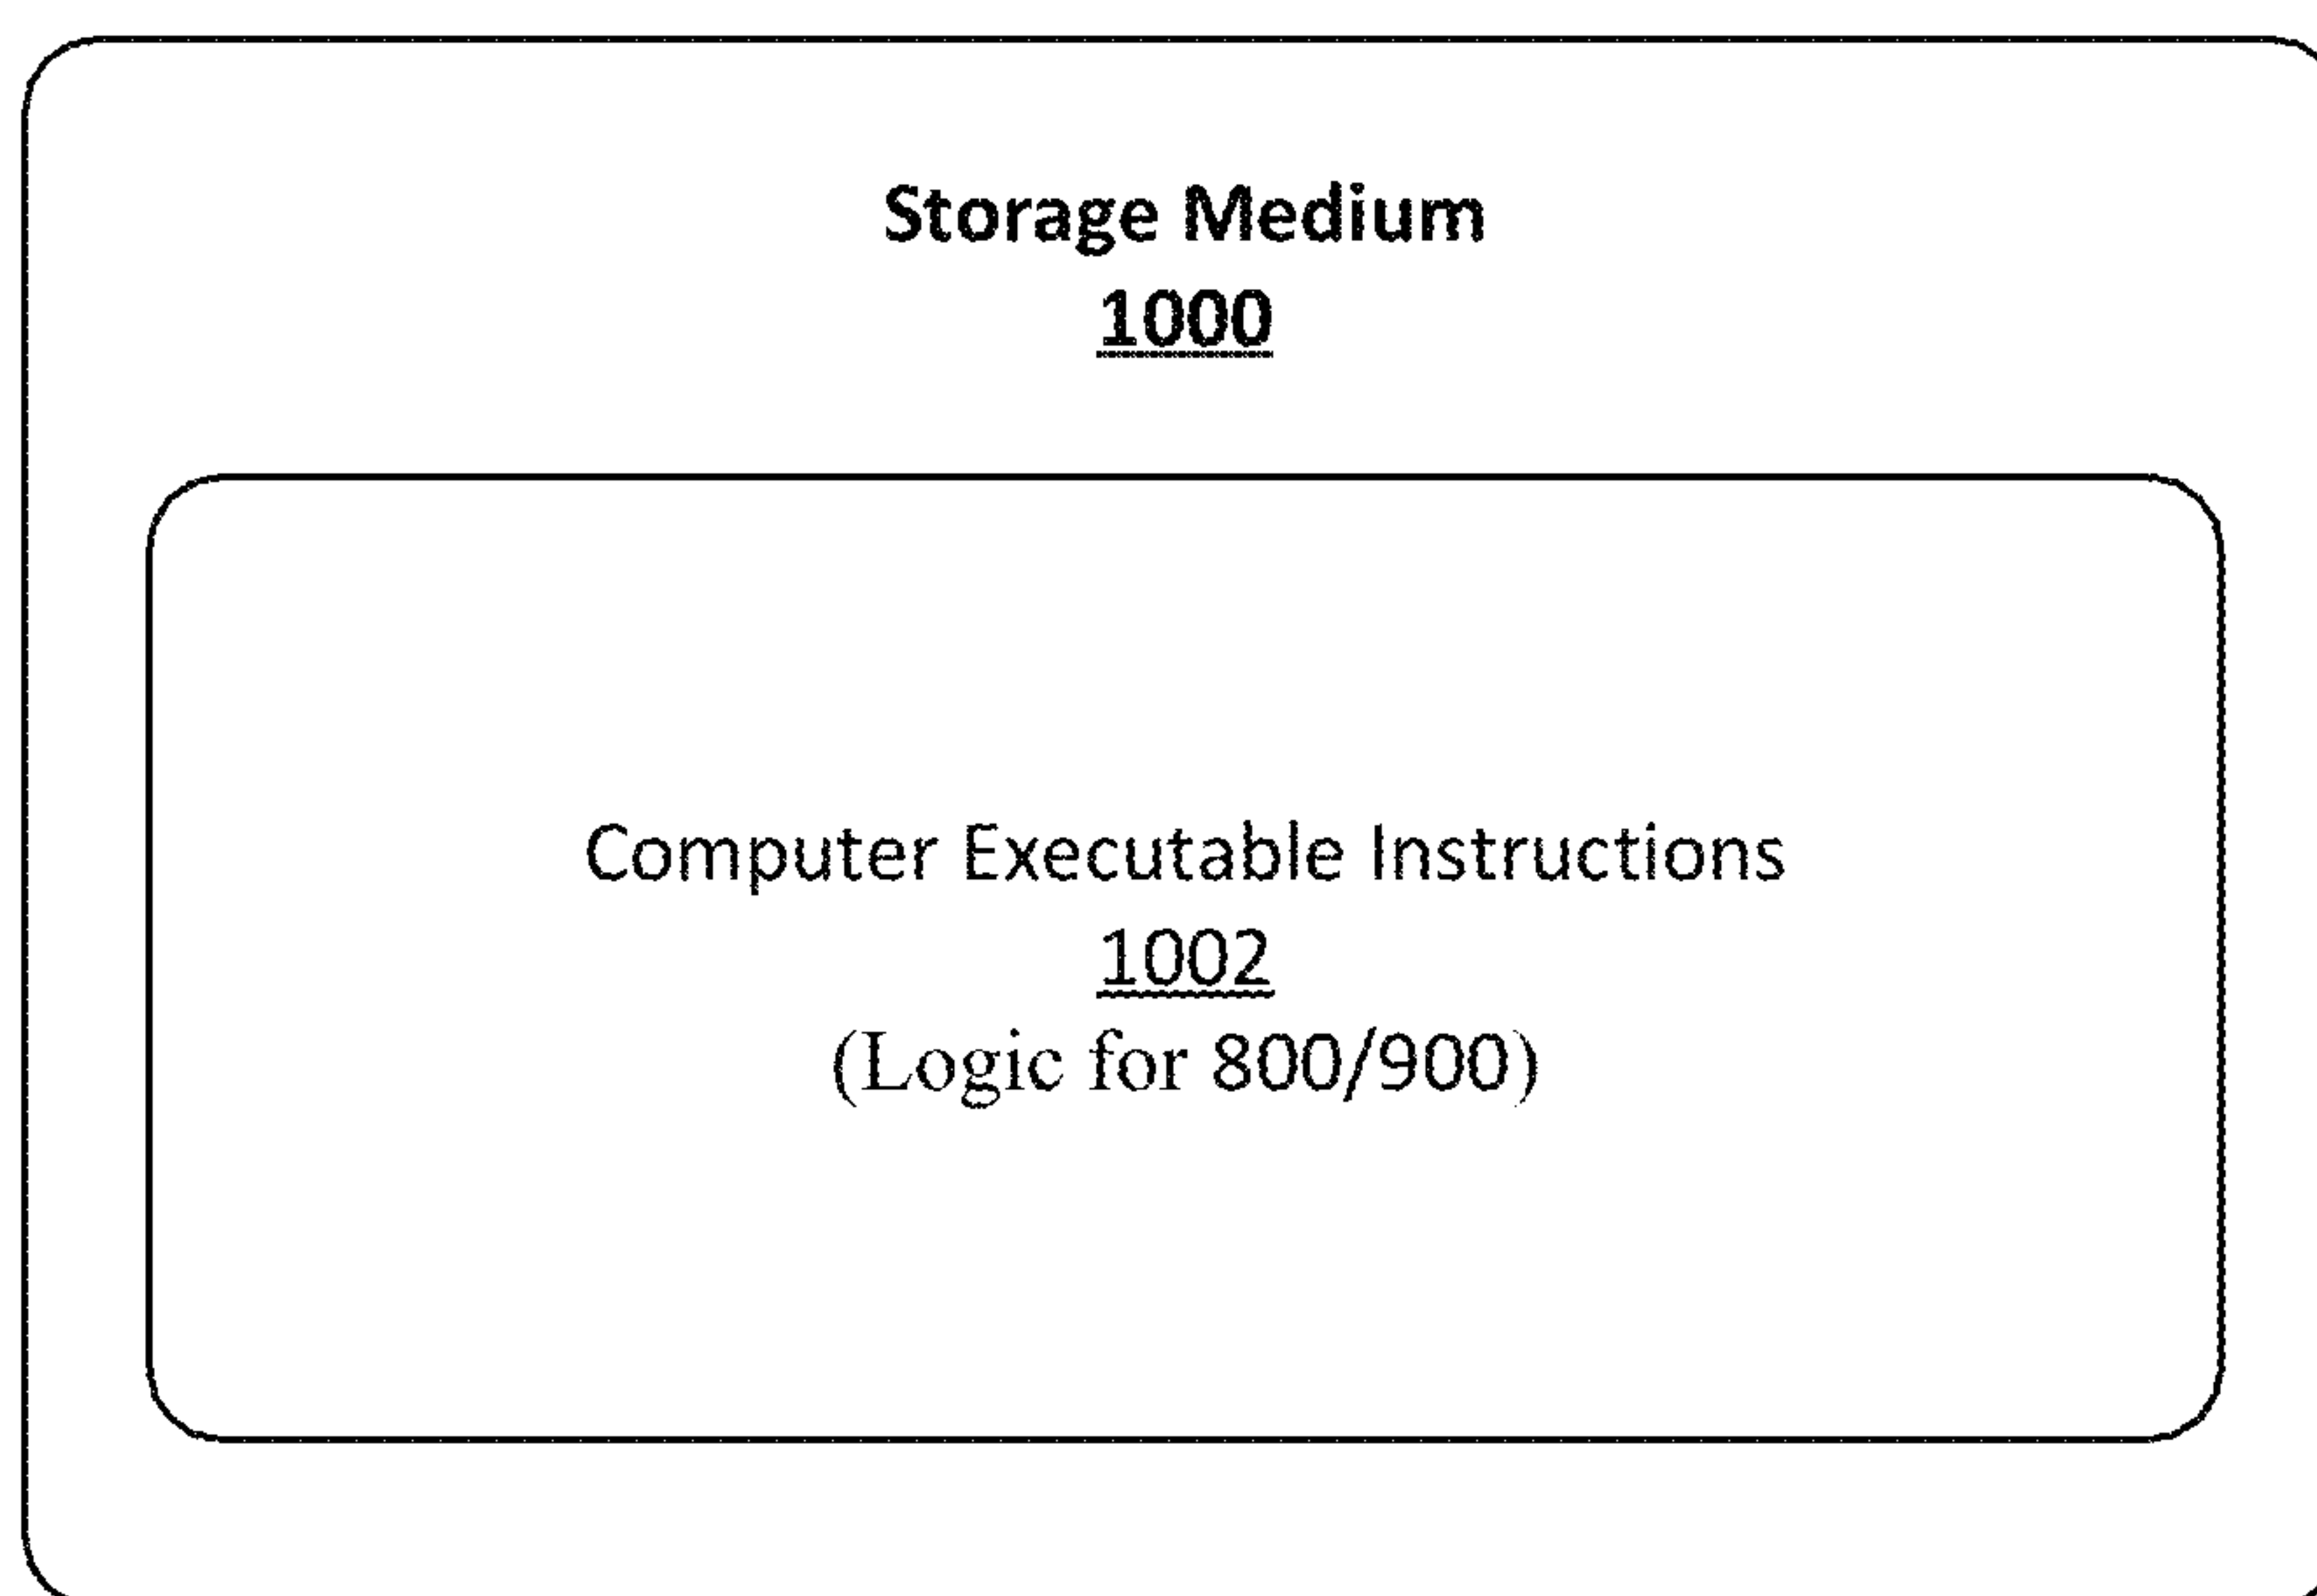 Storage Medium
1000
Computer Executable Instructions
1002
(Logic for 800/900)